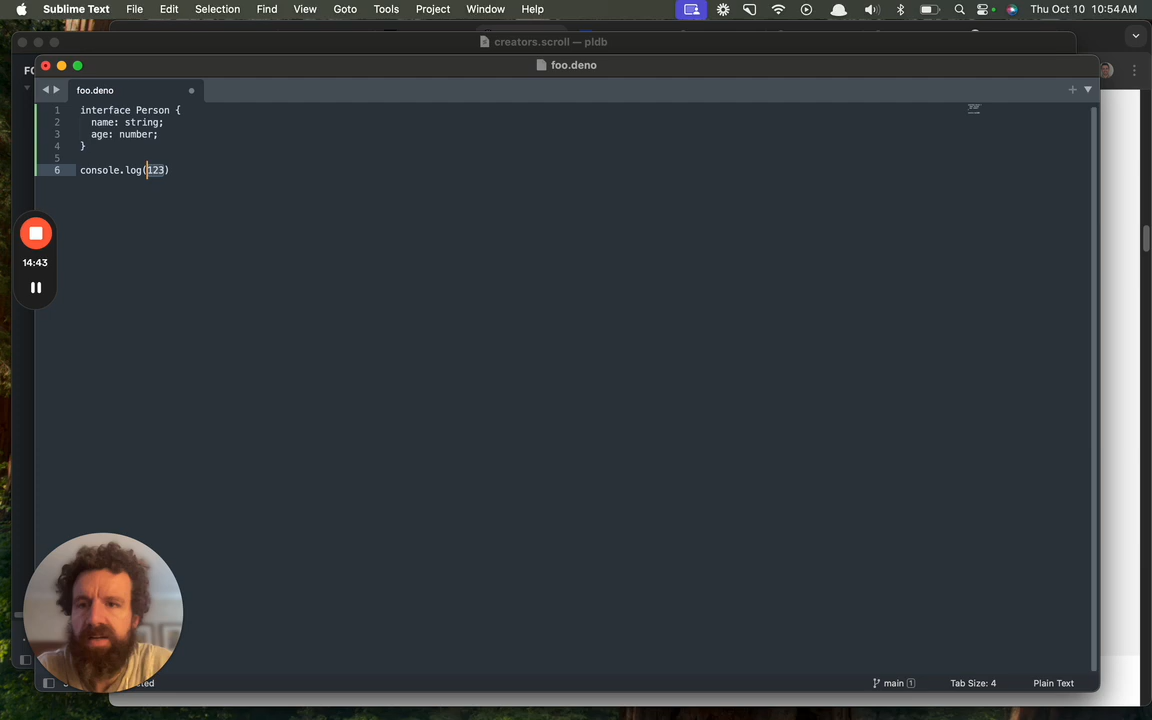 Sublime Text File Edit Selection Find View Goto Tools Project Window Help Thu Oct 10 10:54 AM
creators.scroll — pldb
FO
foo.deno
foo.deno
1 interface Person {
2 name: string;
3 age: number;
4 }
5
6 console.log(123)
14:43
main 1 Tab Size: 4 Plain Text